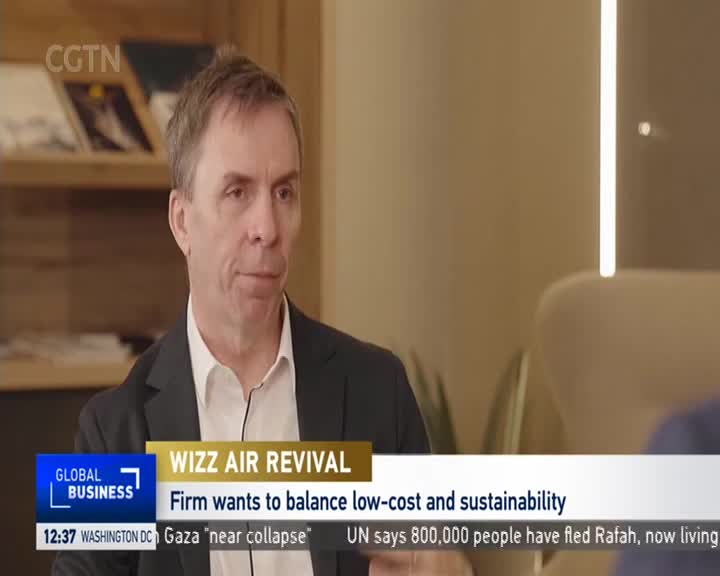 CGTN
WIZZ AIR REVIVAL
GLOBAL
BUSINESS
Firm wants to balance low-cost and sustainability
12:37 WASHINGTON DC
Gaza "near collapse" UN says 800,000 people have fled Rafah, now living